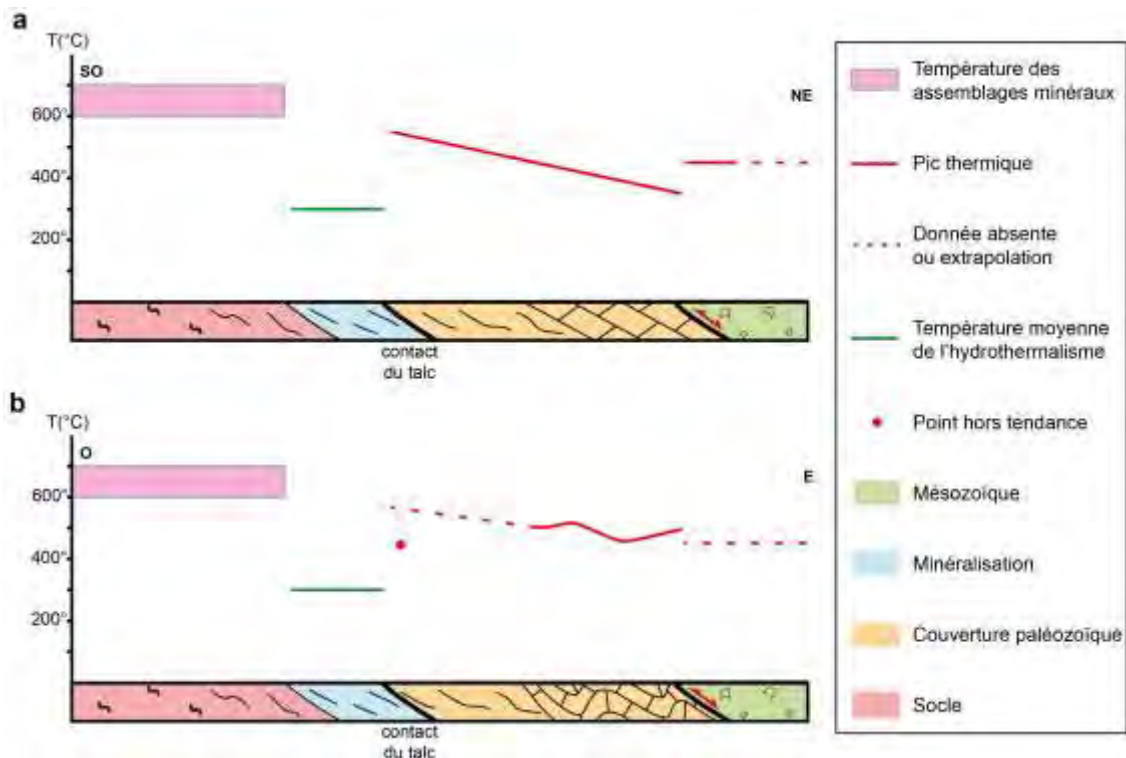 a
T(°C)
SO
NE
600°
400°
200°
contact
du talc
b
T(°C)
O
E
600°
400°
200°
contact
du talc
Température des
assemblages minéraux
Pic thermique
Donnée absente
ou extrapolation
Température moyenne
de l'hydrothermalisme
Point hors tendance
Mésozoïque
Minéralisation
Couverture paléozoïque
Socle